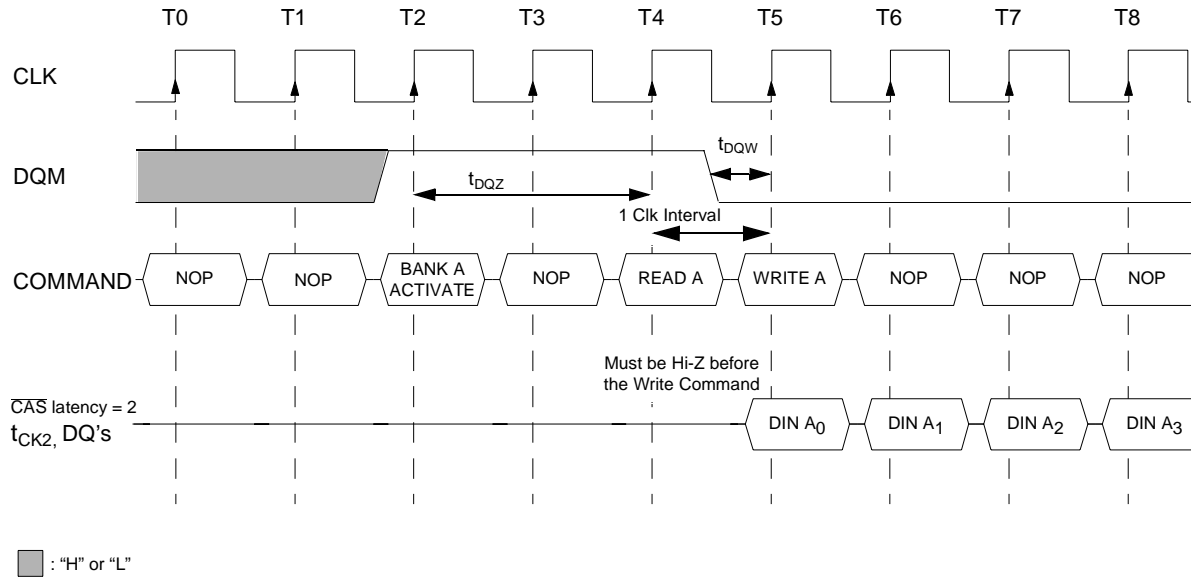 T0 T1 T2 T3 T4 T5 T6 T7 T8
CLK
DQM
tDQZ
tDQW
1 Clk Interval
COMMAND
NOP NOP BANK A ACTIVATE NOP READ A WRITE A NOP NOP NOP
Must be Hi-Z before
the Write Command
CAS latency = 2
tCK2, DQ's
DIN A0 DIN A1 DIN A2 DIN A3
: “H” or “L”